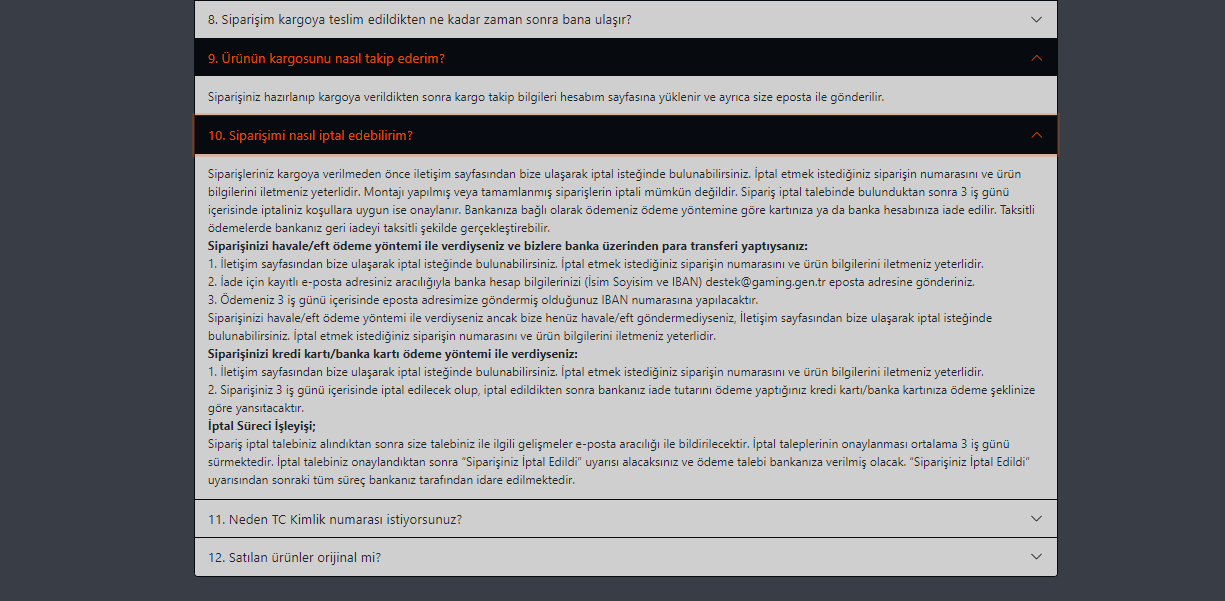 8. Siparişim kargoya teslim edildikten ne kadar zaman sonra bana ulaşır?
9. Ürünün kargosunu nasıl takip ederim?
Siparişiniz hazırlanıp kargoya verildikten sonra kargo takip bilgileri hesabım sayfasına yüklenir ve ayrıca size eposta ile gönderilir.
10. Siparişimi nasıl iptal edebilirim?
Siparişleriniz kargoya verilmeden önce iletişim sayfasından bize ulaşarak iptal isteğinde bulunabilirsiniz. İptal etmek istediğiniz siparişin numarasını ve ürün
bilgilerini iletmeniz yeterlidir. Montajı yapılmış veya tamamlanmış siparişlerin iptali mümkün değildir. Sipariş iptal talebinde bulunduktan sonra 3 iş günü
içerisinde iptaliniz koşullara uygun ise onaylanır. Bankanıza bağlı olarak ödemeniz ödeme yöntemine göre kartınıza ya da banka hesabınıza iade edilir. Taksitli
ödemelerde bankanız geri iadeyi taksitli şekilde gerçekleştirebilir.
Siparişinizi havale/eft ödeme yöntemi ile verdiyseniz ve bizlere banka üzerinden para transferi yaptıysanız:
1. İletişim sayfasından bize ulaşarak iptal isteğinde bulunabilirsiniz. İptal etmek istediğiniz siparişin numarasını ve ürün bilgilerini iletmeniz yeterlidir.
2. İade için kayıtlı e-posta adresiniz aracılığıyla banka hesap bilgilerinizi (İsim Soyisim ve IBAN) destek@gaming.gen.tr eposta adresine gönderiniz.
3. Ödemeniz 3 iş günü içerisinde eposta adresimize göndermiş olduğunuz IBAN numarasına yapılacaktır.
Siparişinizi havale/eft ödeme yöntemi ile verdiyseniz ancak bize henüz havale/eft göndermediyseniz, İletişim sayfasından bize ulaşarak iptal isteğinde
bulunabilirsiniz. İptal etmek istediğiniz siparişin numarasını ve ürün bilgilerini iletmeniz yeterlidir.
Siparişinizi kredi kartı/banka kartı ödeme yöntemi ile verdiyseniz:
1. İletişim sayfasından bize ulaşarak iptal isteğinde bulunabilirsiniz. İptal etmek istediğiniz siparişin numarasını ve ürün bilgilerini iletmeniz yeterlidir.
2. Siparişiniz 3 iş günü içerisinde iptal edilecek olup, iptal edildikten sonra bankanız iade tutarını ödeme yaptığınız kredi kartı/banka kartınıza ödeme şeklinize
göre yansıtacaktır.
İptal Süreci İşleyişi;
Sipariş iptal talebiniz alındıktan sonra size talebiniz ile ilgili gelişmeler e-posta aracılığı ile bildirilecektir. İptal taleplerinin onaylanması ortalama 3 iş günü
sürmektedir. İptal talebiniz onaylandıktan sonra “Siparişiniz İptal Edildi” uyarısı alacaksınız ve ödeme talebi bankanıza verilmiş olacak. “Siparişiniz İptal Edildi”
uyarısından sonraki tüm süreç bankanız tarafından idare edilmektedir.
11. Neden TC Kimlik numarası istiyorsunuz?
12. Satılan ürünler orijinal mi?